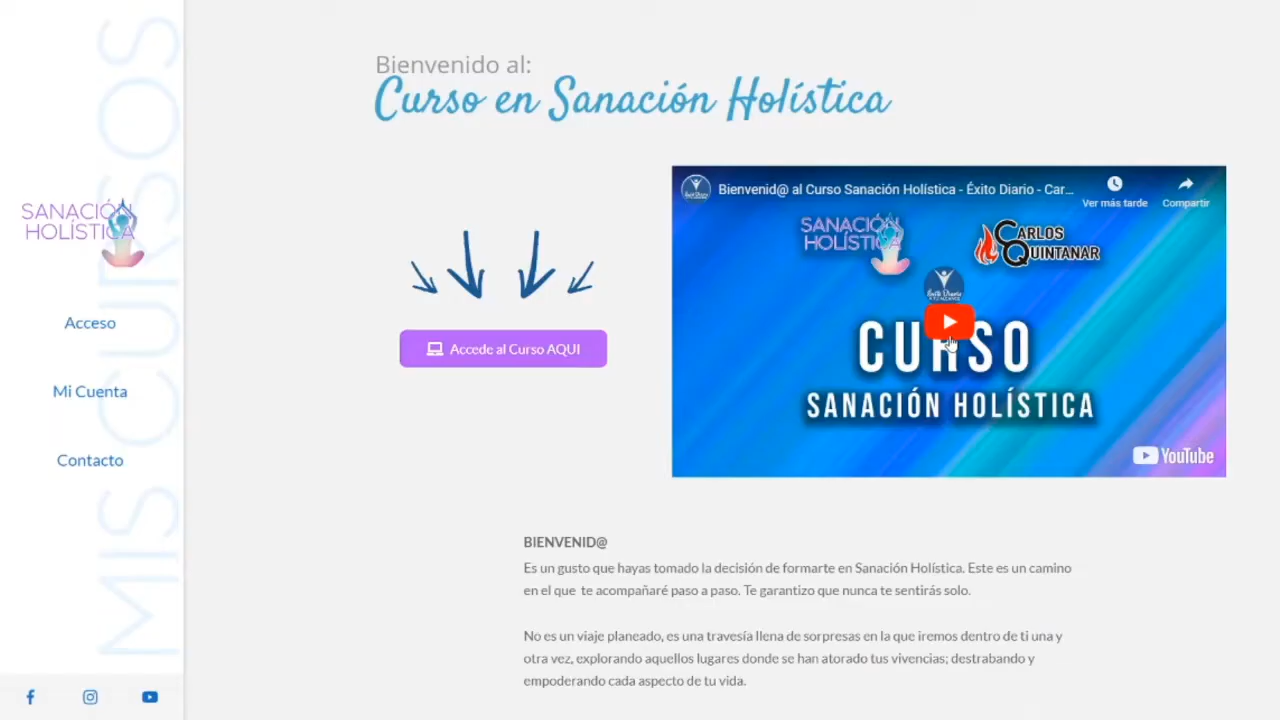 MIS CURSOS
SANACIÓN
HOLÍSTICA
Acceso
Mi Cuenta
Contacto
Bienvenido al:
Curso en Sanación Holística
Accede al Curso AQUI
Bienvenid@ al Curso Sanación Holística - Éxito Diario - Car...
Ver más tarde
Compartir
SANACIÓN
HOLÍSTICA
CARLOS
QUINTANAR
Éxito Diario
CURSO
SANACIÓN HOLÍSTICA
YouTube
BIENVENID@
Es un gusto que hayas tomado la decisión de formarte en Sanación Holística. Este es un camino
en el que te acompañaré paso a paso. Te garantizo que nunca te sentirás solo.
No es un viaje planeado, es una travesía llena de sorpresas en la que iremos dentro de ti una y
otra vez, explorando aquellos lugares donde se han atorado tus vivencias; destrabando y
empoderando cada aspecto de tu vida.